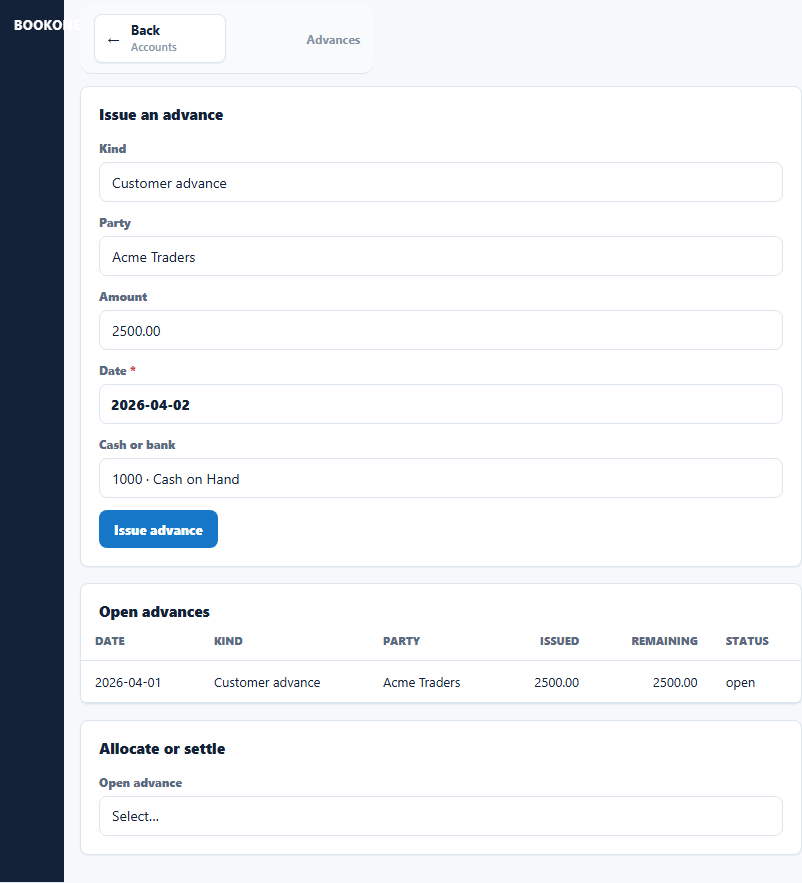 BOOKONE
← Back
Accounts
Advances
Issue an advance
Kind
Customer advance
Party
Acme Traders
Amount
2500.00
Date *
2026-04-02
Cash or bank
1000 · Cash on Hand
Issue advance
Open advances
DATE KIND PARTY ISSUED REMAINING STATUS
2026-04-01 Customer advance Acme Traders 2500.00 2500.00 open
Allocate or settle
Open advance
Select...